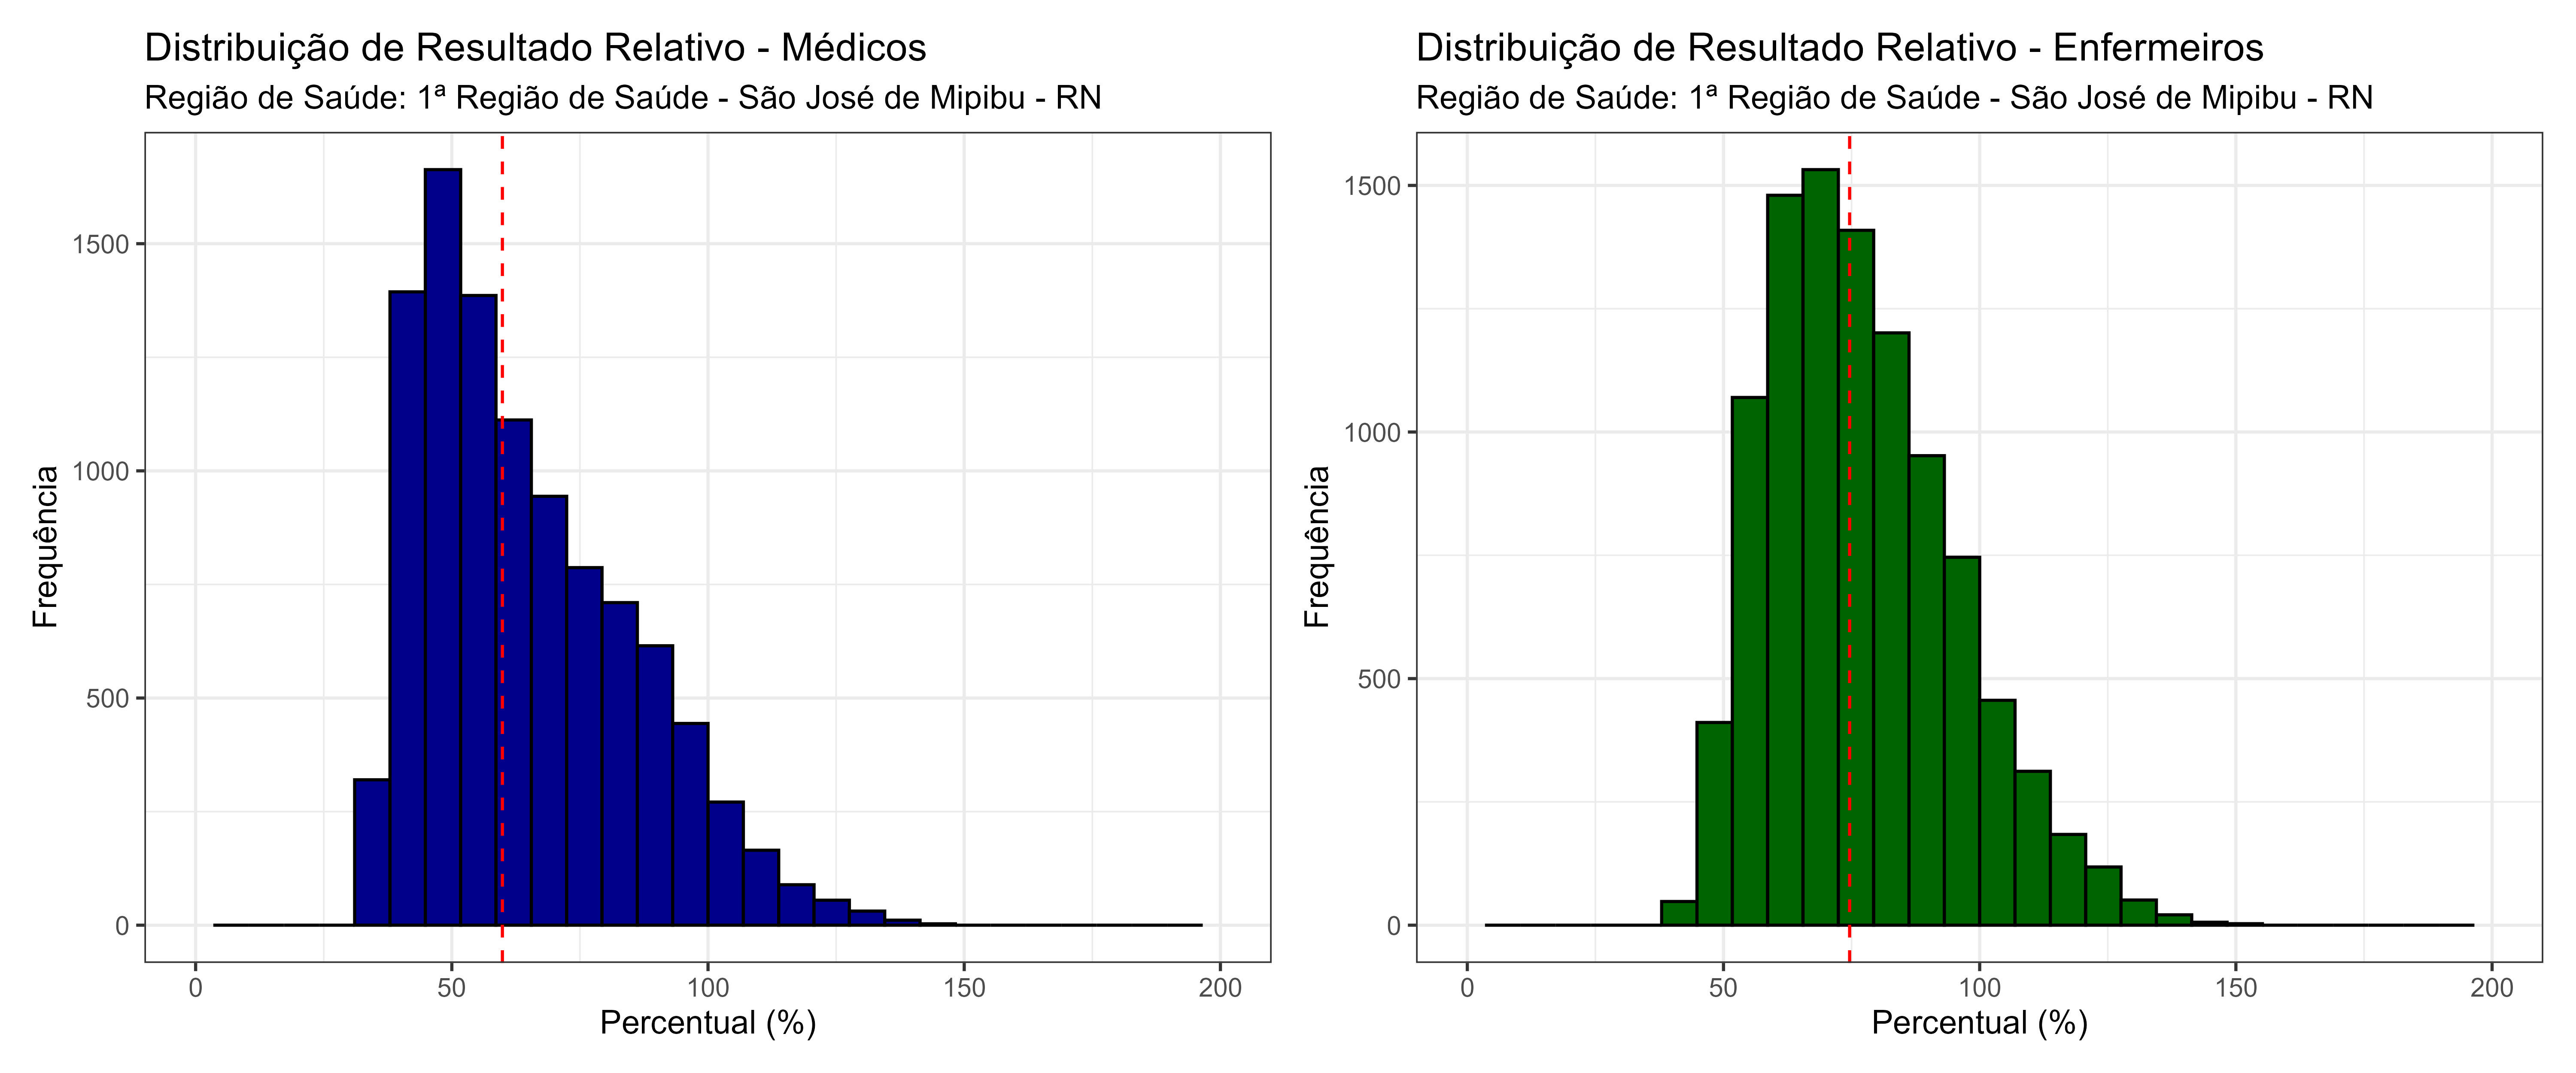 Distribuição de Resultado Relativo - Médicos
Região de Saúde: 1ª Região de Saúde - São José de Mipibu - RN
Frequência
1500
1000
500
0
0 50 100 150 200
Percentual (%)
Distribuição de Resultado Relativo - Enfermeiros
Região de Saúde: 1ª Região de Saúde - São José de Mipibu - RN
Frequência
1500
1000
500
0
0 50 100 150 200
Percentual (%)